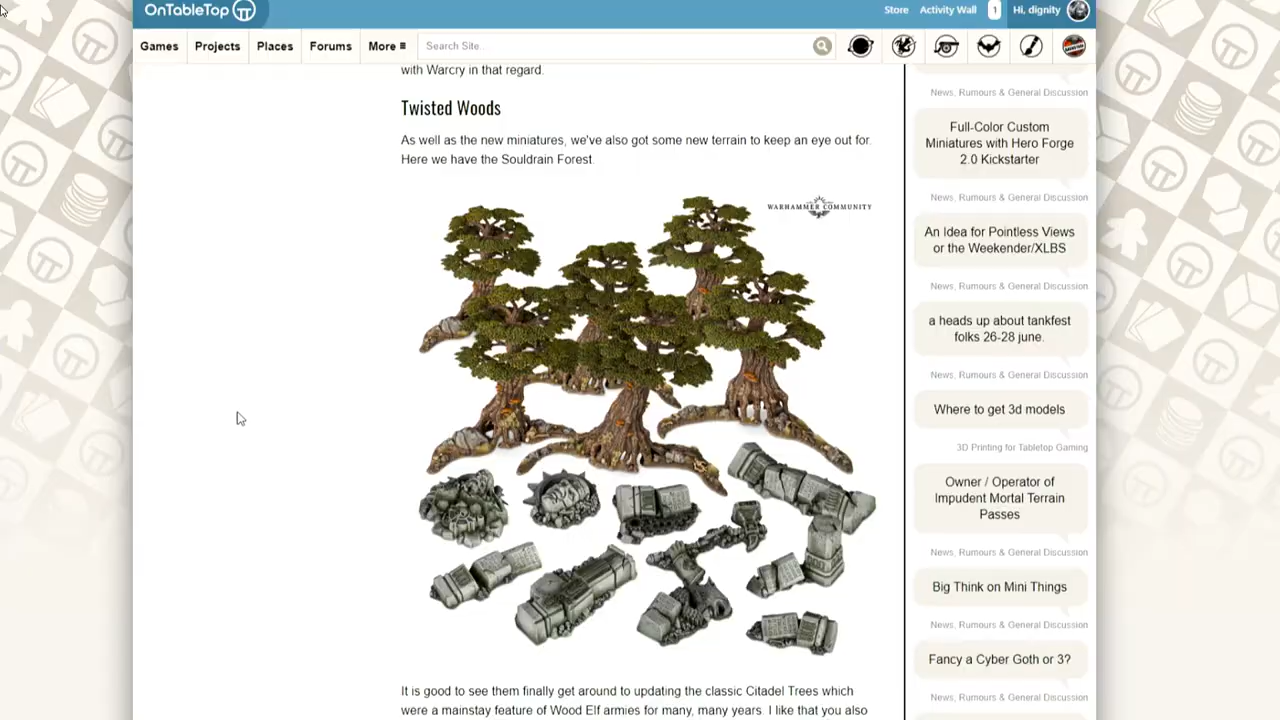 OnTableTop
Store Activity Wall 1 Hi, dignity
Games Projects Places Forums More Search Site..
with Warcry in that regard.
Twisted Woods
As well as the new miniatures, we've also got some new terrain to keep an eye out for.
Here we have the Souldrain Forest.
WARHAMMER COMMUNITY
It is good to see them finally get around to updating the classic Citadel Trees which
were a mainstay feature of Wood Elf armies for many, many years. I like that you also
News, Rumours & General Discussion
Full-Color Custom
Miniatures with Hero Forge
2.0 Kickstarter
News, Rumours & General Discussion
An Idea for Pointless Views
or the Weekender/XLBS
News, Rumours & General Discussion
a heads up about tankfest
folks 26-28 june.
News, Rumours & General Discussion
Where to get 3d models
3D Printing for Tabletop Gaming
Owner / Operator of
Impudent Mortal Terrain
Passes
News, Rumours & General Discussion
Big Think on Mini Things
News, Rumours & General Discussion
Fancy a Cyber Goth or 3?
News, Rumours & General Discussion